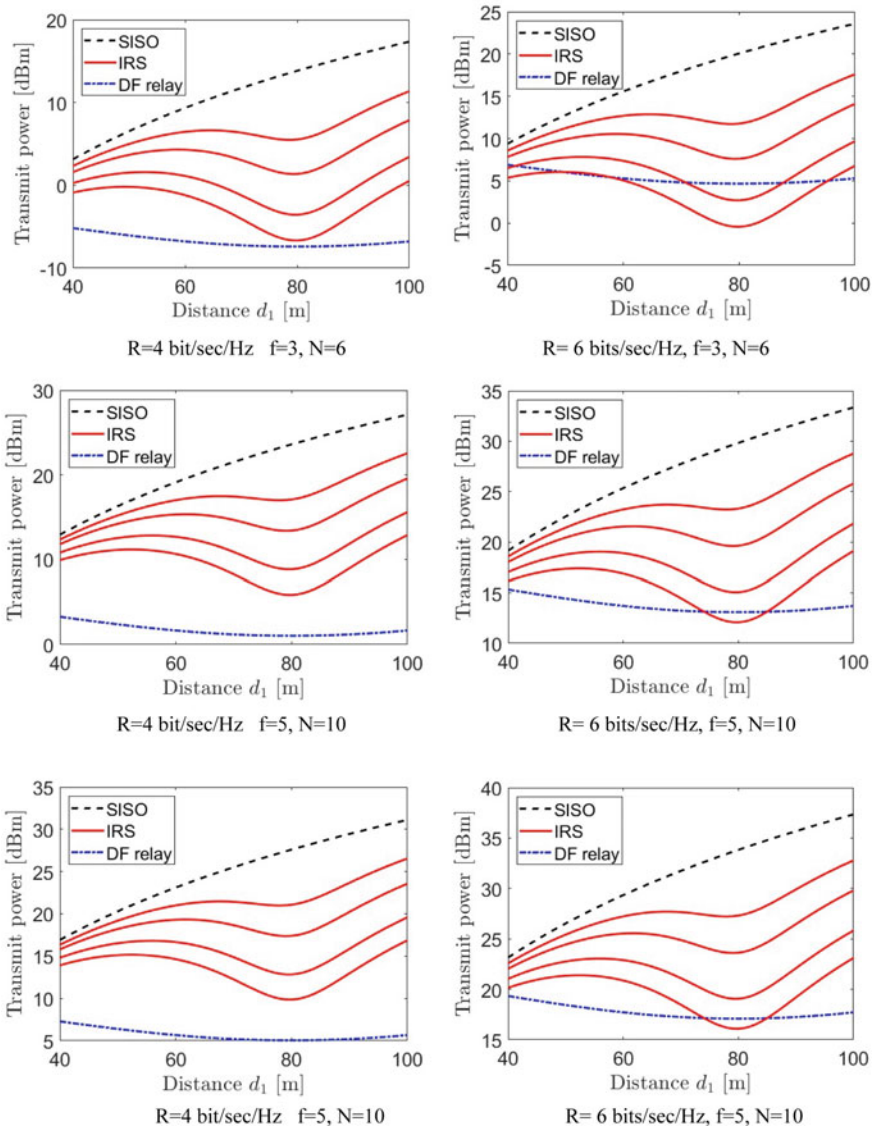 20
10
0
-10
Transmit power [dBm]
SISO
IRS
DF relay
40 60 80 100
Distance d₁ [m]
R=4 bit/sec/Hz f=3, N=6
25
20
15
10
5
0
-5
Transmit power [dBm]
SISO
IRS
DF relay
40 60 80 100
Distance d₁ [m]
R= 6 bits/sec/Hz, f=3, N=6
30
20
10
0
Transmit power [dBm]
SISO
IRS
DF relay
40 60 80 100
Distance d₁ [m]
R=4 bit/sec/Hz f=5, N=10
35
30
25
20
15
10
Transmit power [dBm]
SISO
IRS
DF relay
40 60 80 100
Distance d₁ [m]
R= 6 bits/sec/Hz, f=5, N=10
35
30
25
20
15
10
5
Transmit power [dBm]
SISO
IRS
DF relay
40 60 80 100
Distance d₁ [m]
R=4 bit/sec/Hz f=5, N=10
40
35
30
25
20
15
Transmit power [dBm]
SISO
IRS
DF relay
40 60 80 100
Distance d₁ [m]
R= 6 bits/sec/Hz, f=5, N=10